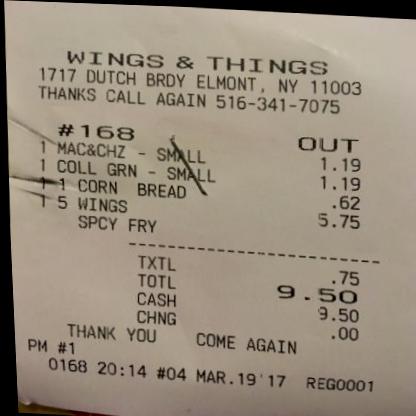 WINGS & THINGS
1717 DUTCH BRDY ELMONT, NY 11003
THANKS CALL AGAIN 516-341-7075
#168 OUT
1 MAC&CHZ - SMALL 1.19
1 COLL GRN - SMALL 1.19
1 1 CORN BREAD .62
1 5 WINGS 5.75
SPCY FRY
TXTL .75
TOTL 9.50
CASH 9.50
CHNG .00
THANK YOU COME AGAIN
PM #1
0168 20:14 #04 MAR.19'17 REG0001